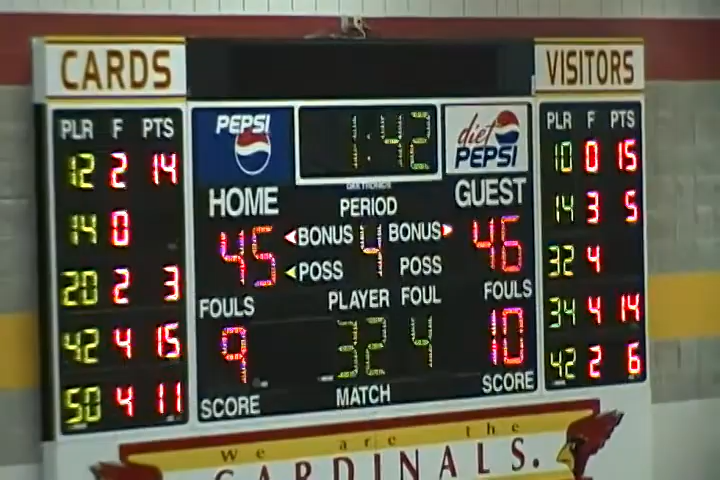 CARDS
VISITORS
PLR F PTS
12 2 14
14 0
20 2 3
42 4 15
50 4 11
PEPSI
1:42
diet PEPSI
DAKTRONICS
HOME
GUEST
PERIOD
45
BONUS 4 BONUS
46
POSS POSS
FOULS
PLAYER FOUL
FOULS
9
32 4
10
SCORE
MATCH
SCORE
PLR F PTS
10 0 15
14 3 5
32 4
34 4 14
42 2 6
We are the
CARDINALS.